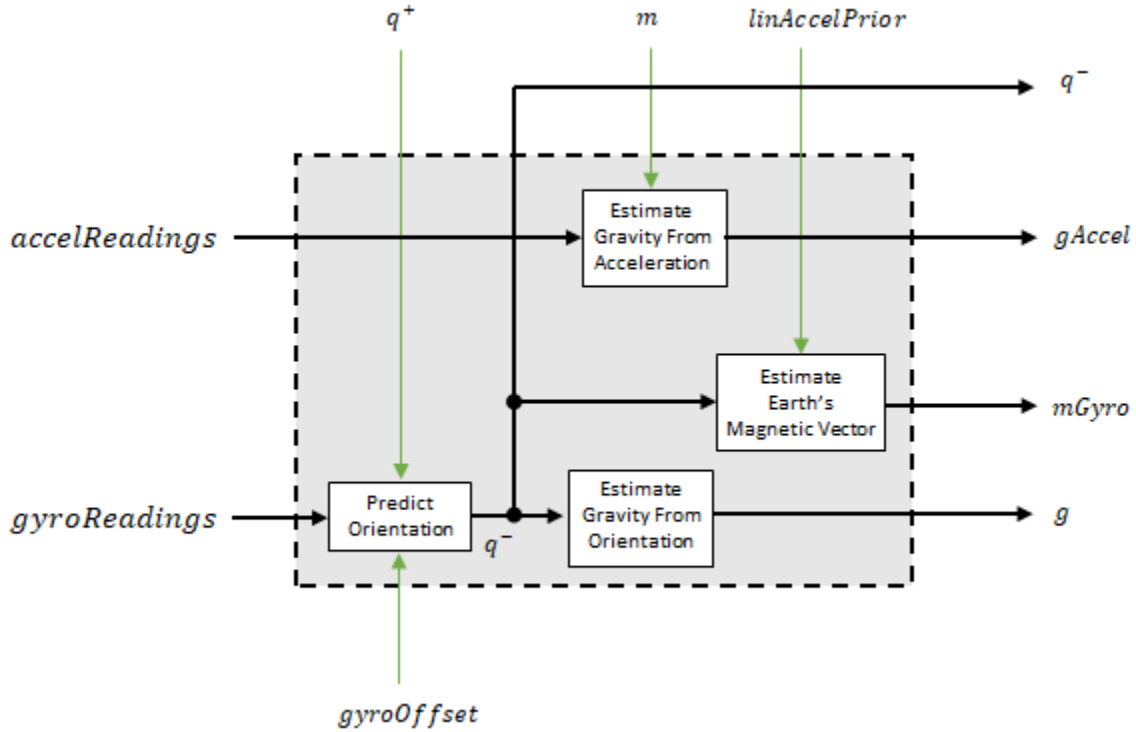 q⁺
m
linAccelPrior
q⁻
accelReadings
Estimate
Gravity From
Acceleration
gAccel
Estimate
Earth's
Magnetic Vector
mGyro
gyroReadings
Predict
Orientation
q⁻
Estimate
Gravity From
Orientation
g
gyroOffset